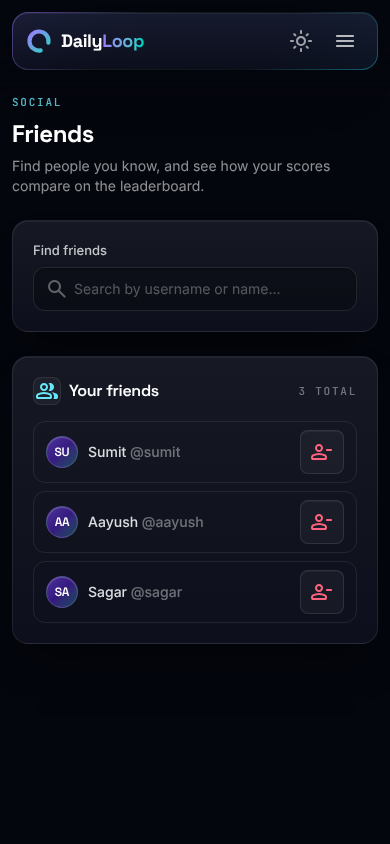 DailyLoop
SOCIAL
Friends
Find people you know, and see how your scores
compare on the leaderboard.
Find friends
Search by username or name...
Your friends
3 TOTAL
SU
Sumit @sumit
AA
Aayush @aayush
SA
Sagar @sagar